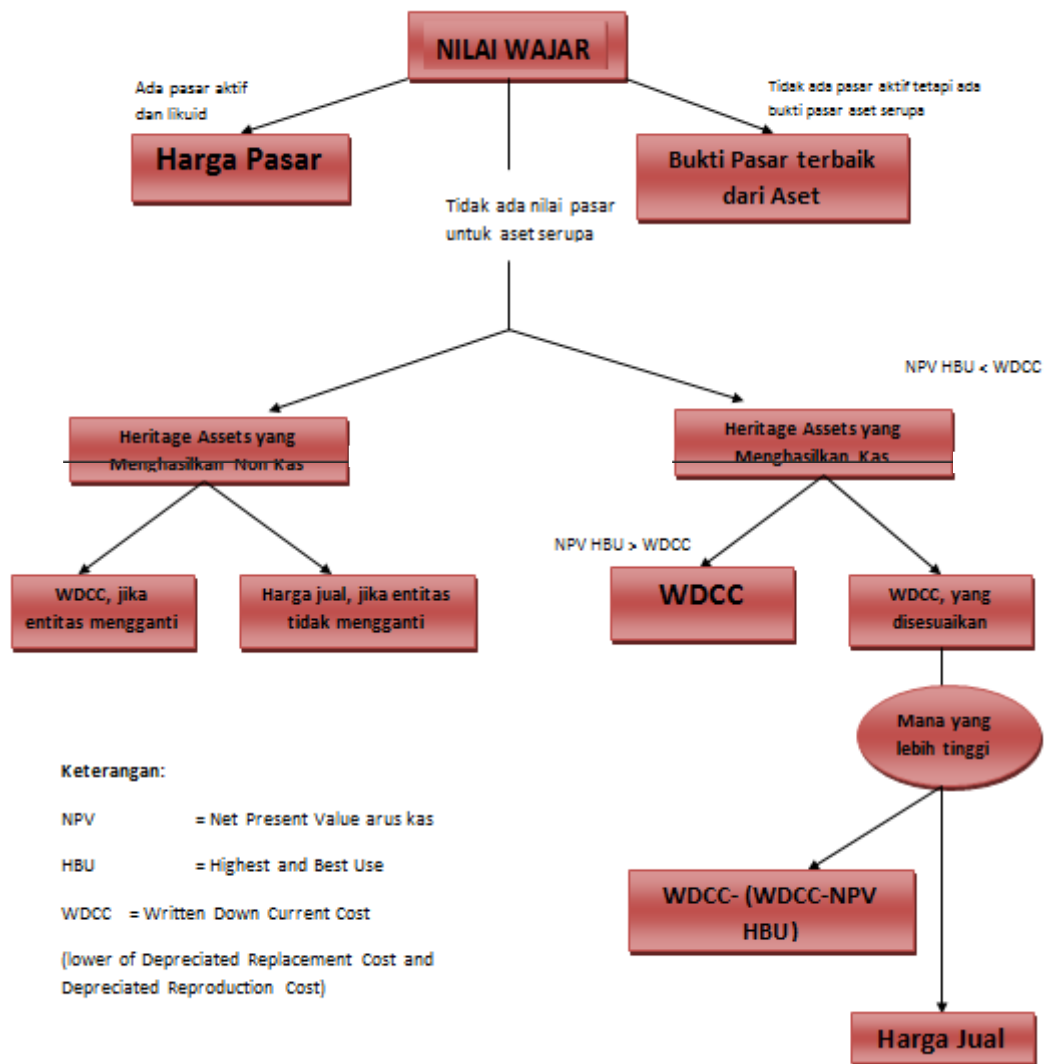 NILAI WAJAR
Ada pasar aktif
dan likuid
Tidak ada pasar aktif tetapi ada
bukti pasar aset serupa
Harga Pasar
Bukti Pasar terbaik
dari Aset
Tidak ada nilai pasar
untuk aset serupa
NPV HBU < WDCC
Heritage Assets yang
Menghasilkan Non Kas
Heritage Assets yang
Menghasilkan Kas
NPV HBU > WDCC
WDCC, jika
entitas mengganti
Harga jual, jika entitas
tidak mengganti
WDCC
WDCC, yang
disesuaikan
Mana yang
lebih tinggi
Keterangan:
NPV = Net Present Value arus kas
HBU = Highest and Best Use
WDCC = Written Down Current Cost
(lower of Depreciated Replacement Cost and
Depreciated Reproduction Cost)
WDCC- (WDCC-NPV
HBU)
Harga Jual